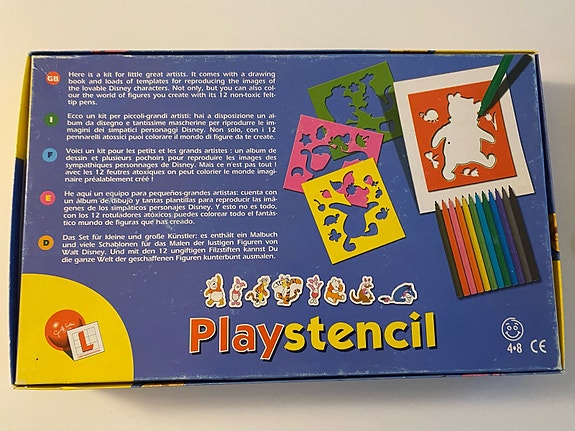 GB
Here is a kit for little great artists. It comes with a drawing
book and loads of templates for reproducing the images of
the lovable Disney characters. Not only, but you can also col-
our the world of figures you create with its 12 non-toxic felt-
tip pens.
I
Ecco un kit per piccoli-grandi artisti: hai a disposizione un al-
bum da disegno e tantissime mascherine per riprodurre le im-
magini dei simpatici personaggi Disney. Non solo, con i 12
pennarelli atossici puoi colorare il mondo di figure da te create.
F
Voici un kit pour les petits et les grands artistes : un album de
dessin et plusieurs pochoirs pour reproduire les images des
sympathiques personnages de Disney. Mais ce n'est pas tout !
avec les 12 feutres atoxiques on peut colorier le monde imagi-
naire préalablement créé !
E
He aquí un equipo para pequeños-grandes artistas: cuenta con
un álbum de dibujo y tantas plantillas para reproducir las imá-
genes de los simpáticos personajes Disney. Y esto no es todo,
con los 12 rotuladores atóxicos puedes colorear todo el fantás-
tico mundo de figuras que has creado.
D
Das Set für kleine und große Künstler: es enthält ein Malbuch
und viele Schablonen für das Malen der lustigen Figuren von
Walt Disney. Und mit den 12 ungiftigen Filzstiften kannst Du
die ganze Welt der geschaffenen Figuren kunterbunt ausmalen.
L
Playstencil
4•8 CE